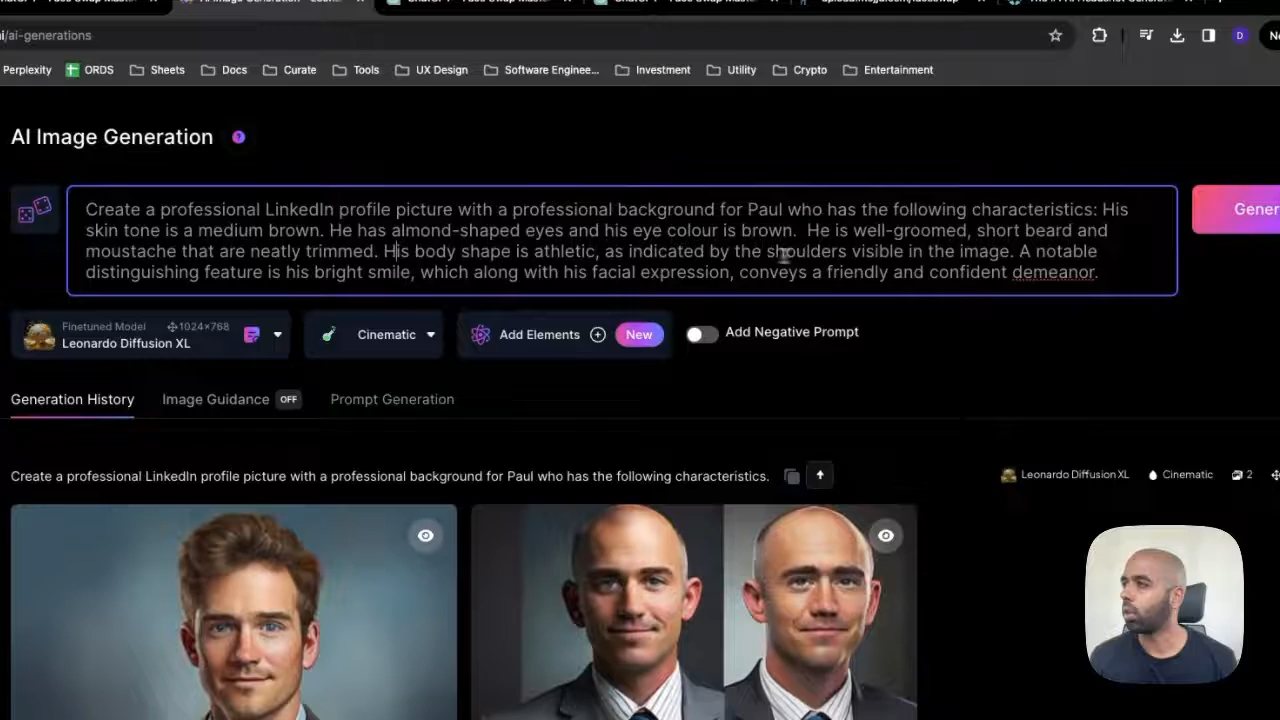 i/ai-generations
D
Ne
Perplexity ORDS Sheets Docs Curate Tools UX Design Software Enginee... Investment Utility Crypto Entertainment
AI Image Generation ?
Create a professional LinkedIn profile picture with a professional background for Paul who has the following characteristics: His
skin tone is a medium brown. He has almond-shaped eyes and his eye colour is brown. He is well-groomed, short beard and
moustache that are neatly trimmed. His body shape is athletic, as indicated by the shoulders visible in the image. A notable
distinguishing feature is his bright smile, which along with his facial expression, conveys a friendly and confident demeanor.
Gener
Finetuned Model 1024×768
Leonardo Diffusion XL
Cinematic
Add Elements New
Add Negative Prompt
Generation History Image Guidance OFF Prompt Generation
Create a professional LinkedIn profile picture with a professional background for Paul who has the following characteristics.
Leonardo Diffusion XL Cinematic 2